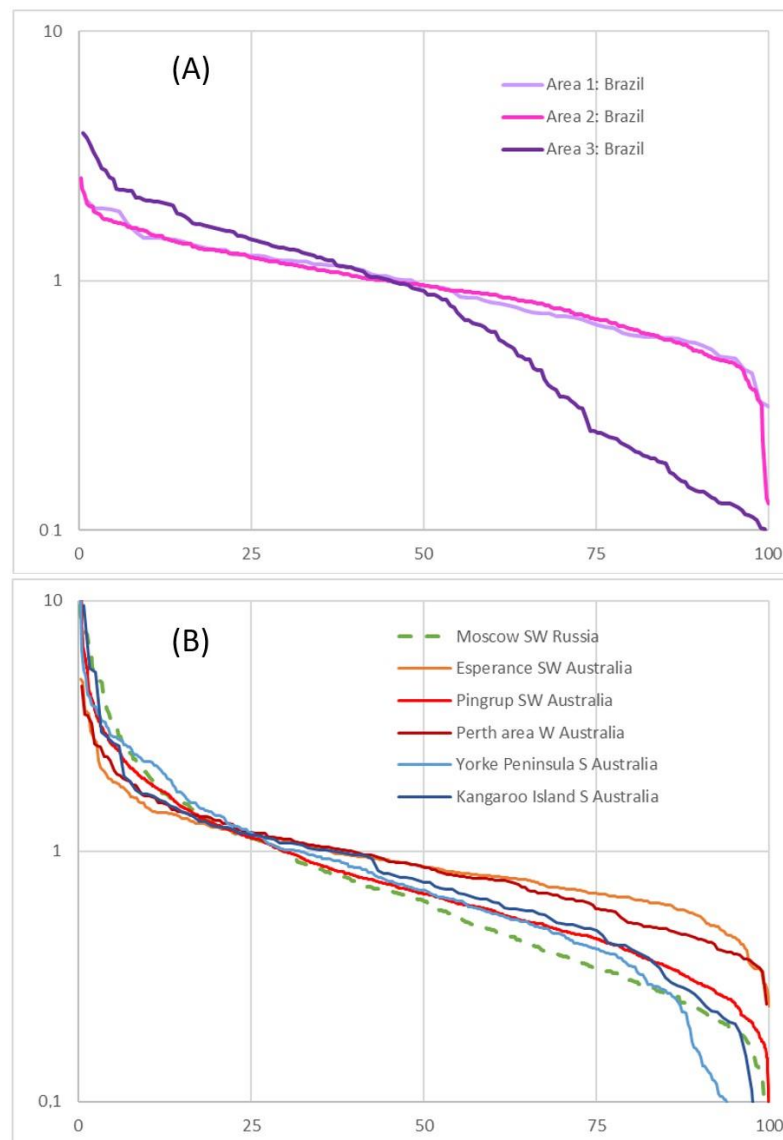 10
(A)
Area 1: Brazil
Area 2: Brazil
Area 3: Brazil
1
0.1
0 25 50 75 100
10
(B)
Moscow SW Russia
Esperance SW Australia
Pingrup SW Australia
Perth area W Australia
Yorke Peninsula S Australia
Kangaroo Island S Australia
1
0,1
0 25 50 75 100